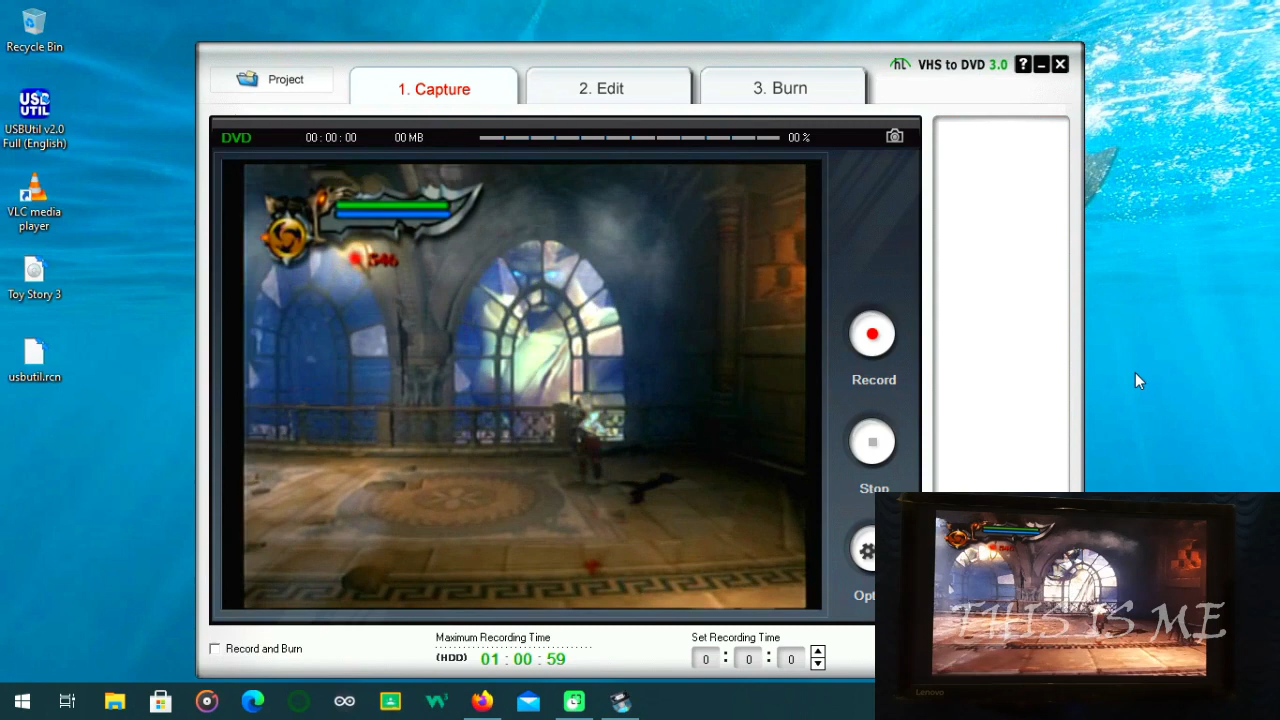 Recycle Bin
USB
UTIL
USBUtil v2.0
Full (English)
VLC media
player
Toy Story 3
usbutil.rcn
Project
1. Capture
2. Edit
3. Burn
VHS to DVD 3.0
?
DVD
00 : 00 : 00
00 MB
00 %
546
Record
Stop
Opt
Record and Burn
Maximum Recording Time
(HDD)
01 : 00 : 59
Set Recording Time
0 : 0 : 0
THIS IS ME
Lenovo